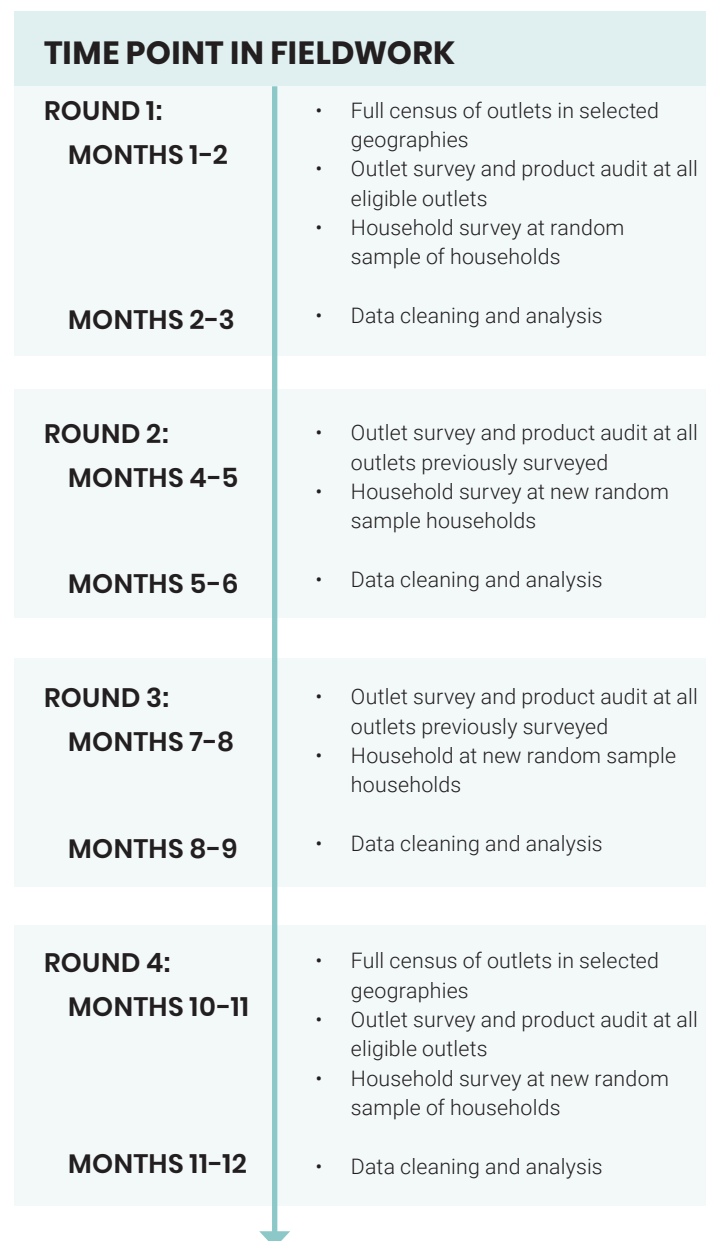 TIME POINT IN FIELDWORK
ROUND 1:
MONTHS 1-2
• Full census of outlets in selected
geographies
• Outlet survey and product audit at all
eligible outlets
• Household survey at random
sample of households
MONTHS 2-3
• Data cleaning and analysis
ROUND 2:
MONTHS 4-5
• Outlet survey and product audit at all
outlets previously surveyed
• Household survey at new random
sample households
MONTHS 5-6
• Data cleaning and analysis
ROUND 3:
MONTHS 7-8
• Outlet survey and product audit at all
outlets previously surveyed
• Household at new random sample
households
MONTHS 8-9
• Data cleaning and analysis
ROUND 4:
MONTHS 10-11
• Full census of outlets in selected
geographies
• Outlet survey and product audit at all
eligible outlets
• Household survey at new random
sample of households
MONTHS 11-12
• Data cleaning and analysis